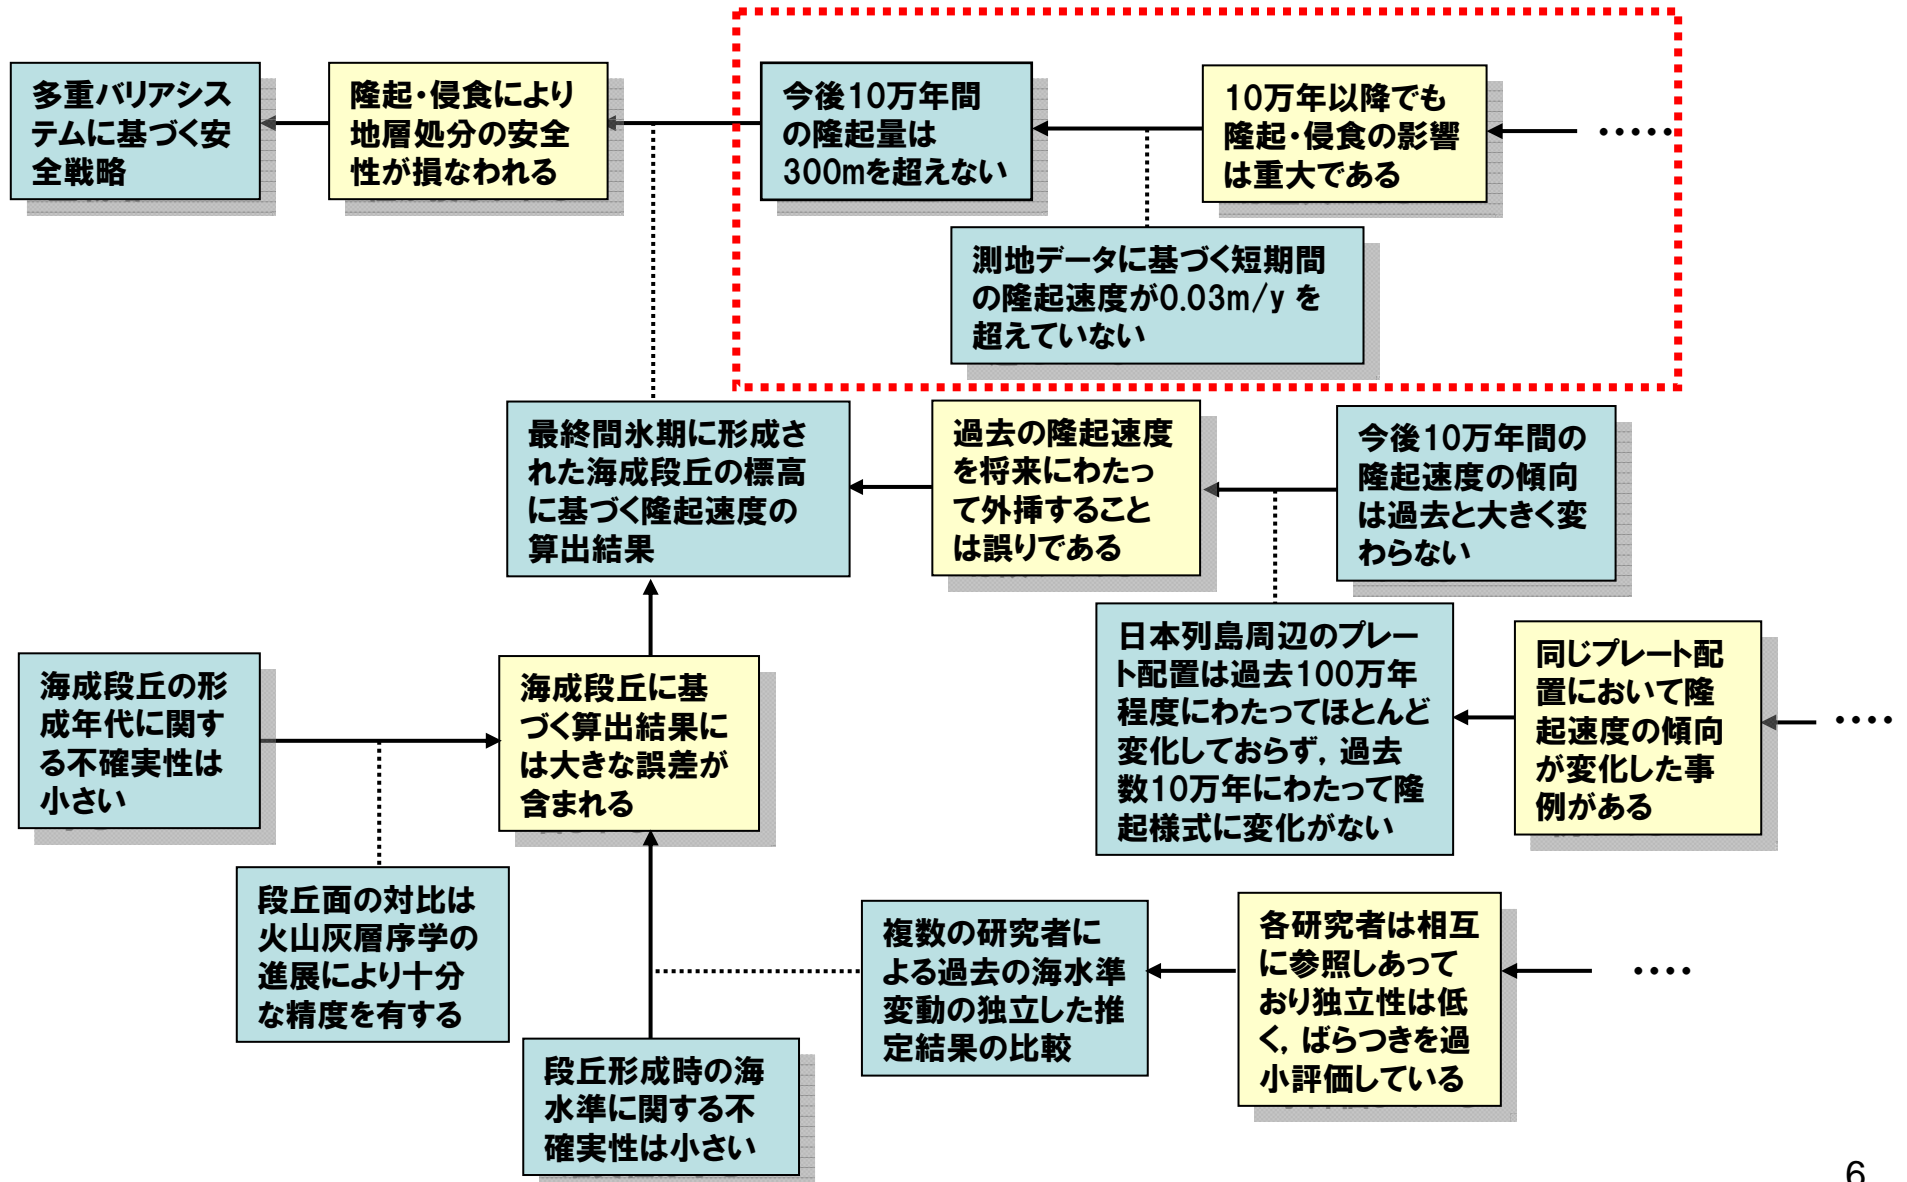 多重バリアシス
テムに基づく安
全戦略
隆起・侵食により
地層処分の安全
性が損なわれる
今後10万年間
の隆起量は
300mを超えない
10万年以降でも
隆起・侵食の影響
は重大である
・・・・・
測地データに基づく短期間
の隆起速度が0.03m/y を
超えていない
最終間氷期に形成さ
れた海成段丘の標高
に基づく隆起速度の
算出結果
過去の隆起速度
を将来にわたっ
て外挿すること
は誤りである
今後10万年間の
隆起速度の傾向
は過去と大きく変
わらない
日本列島周辺のプレー
ト配置は過去100万年
程度にわたってほとんど
変化しておらず，過去
数10万年にわたって隆
起様式に変化がない
同じプレート配
置において隆
起速度の傾向
が変化した事
例がある
・・・・
海成段丘の形
成年代に関す
る不確実性は
小さい
海成段丘に基
づく算出結果に
は大きな誤差が
含まれる
段丘面の対比は
火山灰層序学の
進展により十分
な精度を有する
複数の研究者に
よる過去の海水準
変動の独立した推
定結果の比較
各研究者は相互
に参照しあって
おり独立性は低
く，ばらつきを過
小評価している
・・・・
段丘形成時の海
水準に関する不
確実性は小さい
6